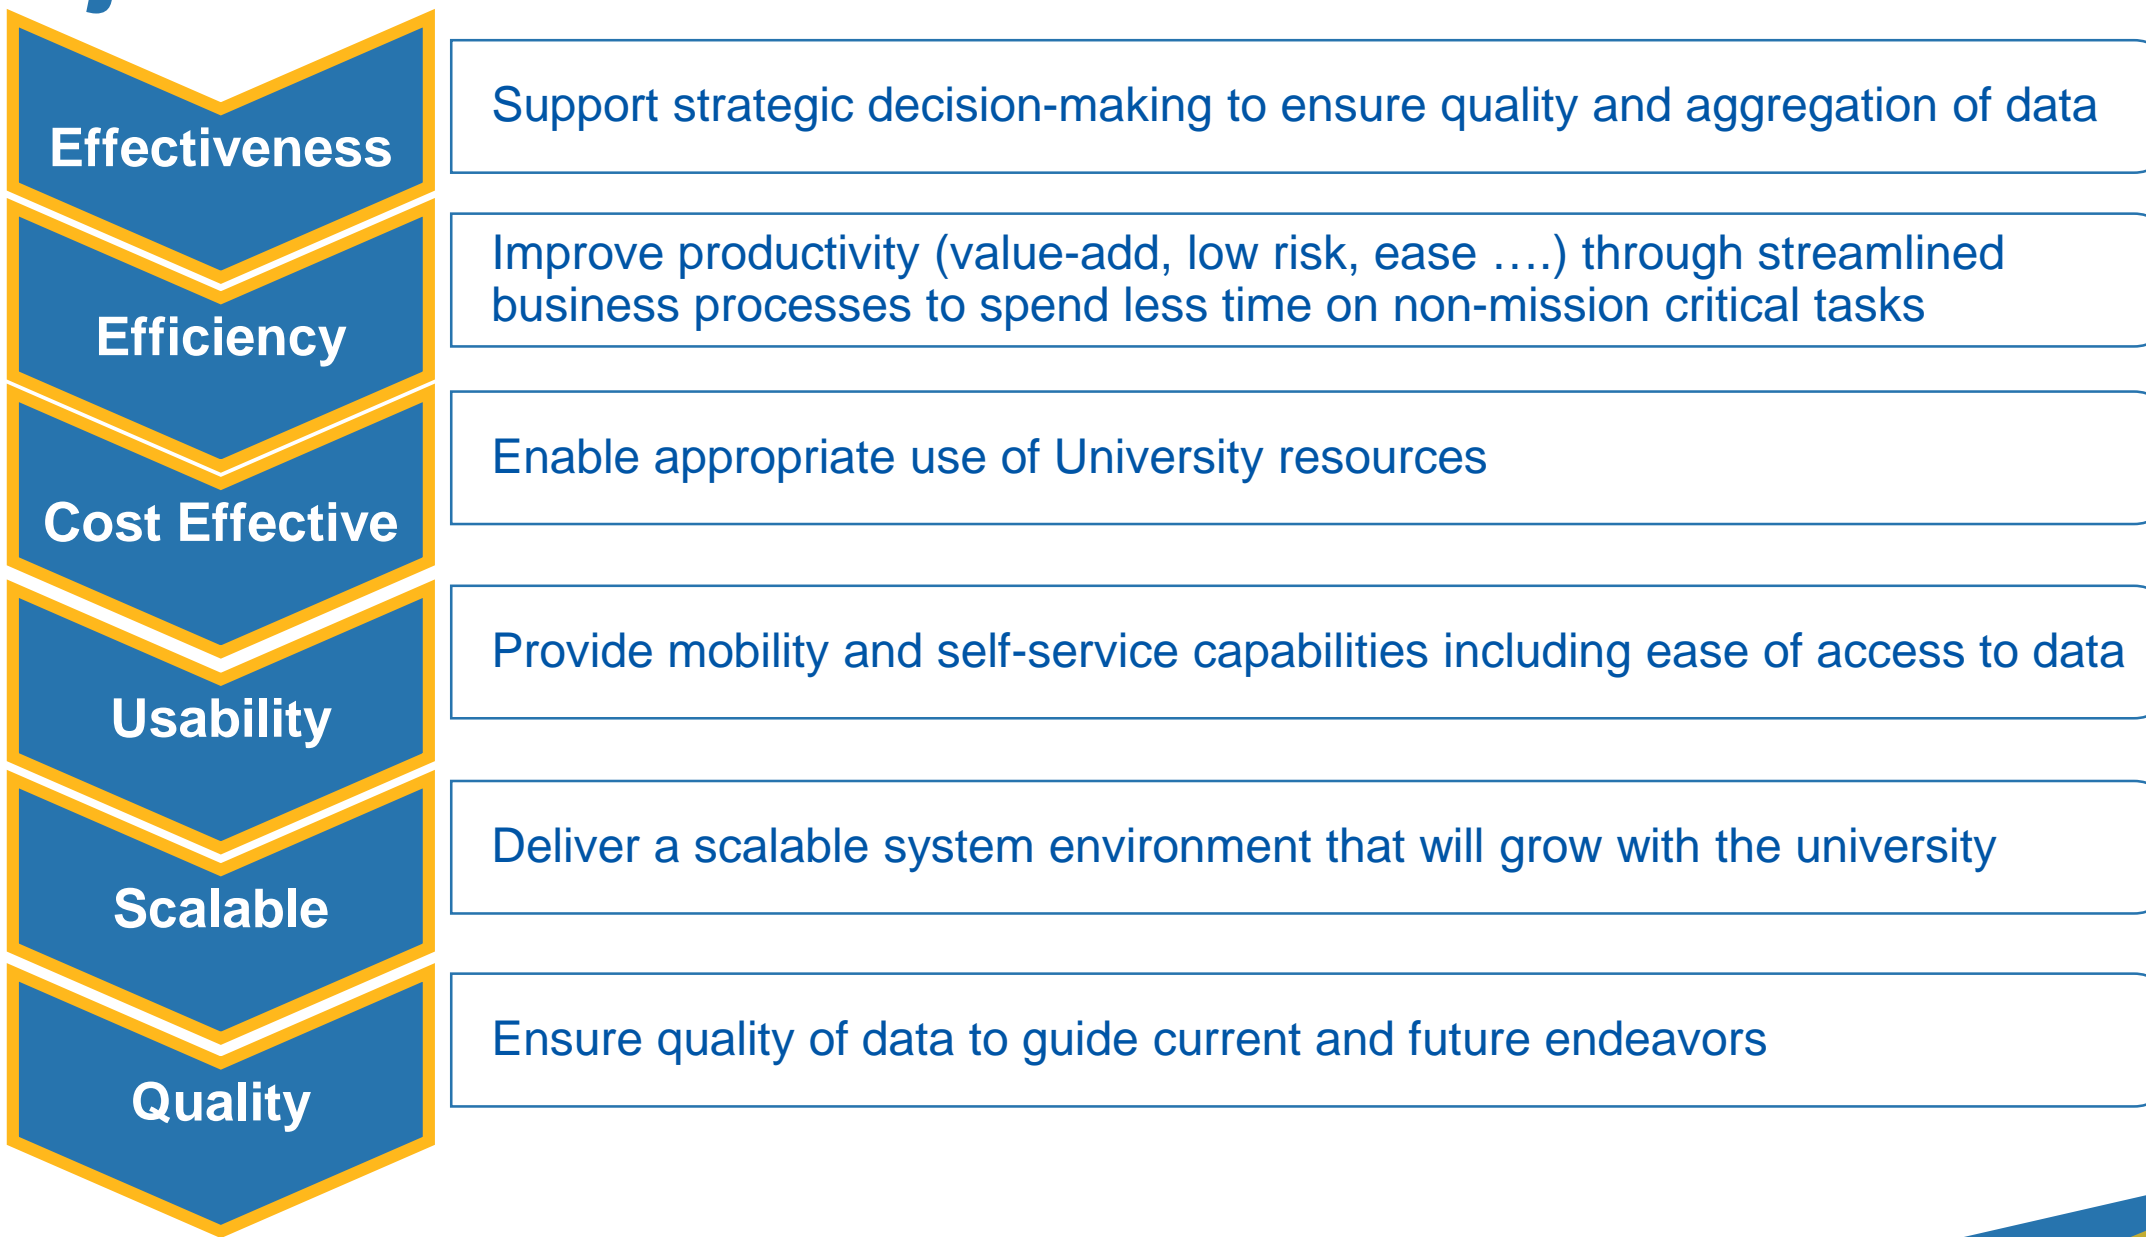 Effectiveness
Support strategic decision-making to ensure quality and aggregation of data
Efficiency
Improve productivity (value-add, low risk, ease ....) through streamlined
business processes to spend less time on non-mission critical tasks
Cost Effective
Enable appropriate use of University resources
Usability
Provide mobility and self-service capabilities including ease of access to data
Scalable
Deliver a scalable system environment that will grow with the university
Quality
Ensure quality of data to guide current and future endeavors